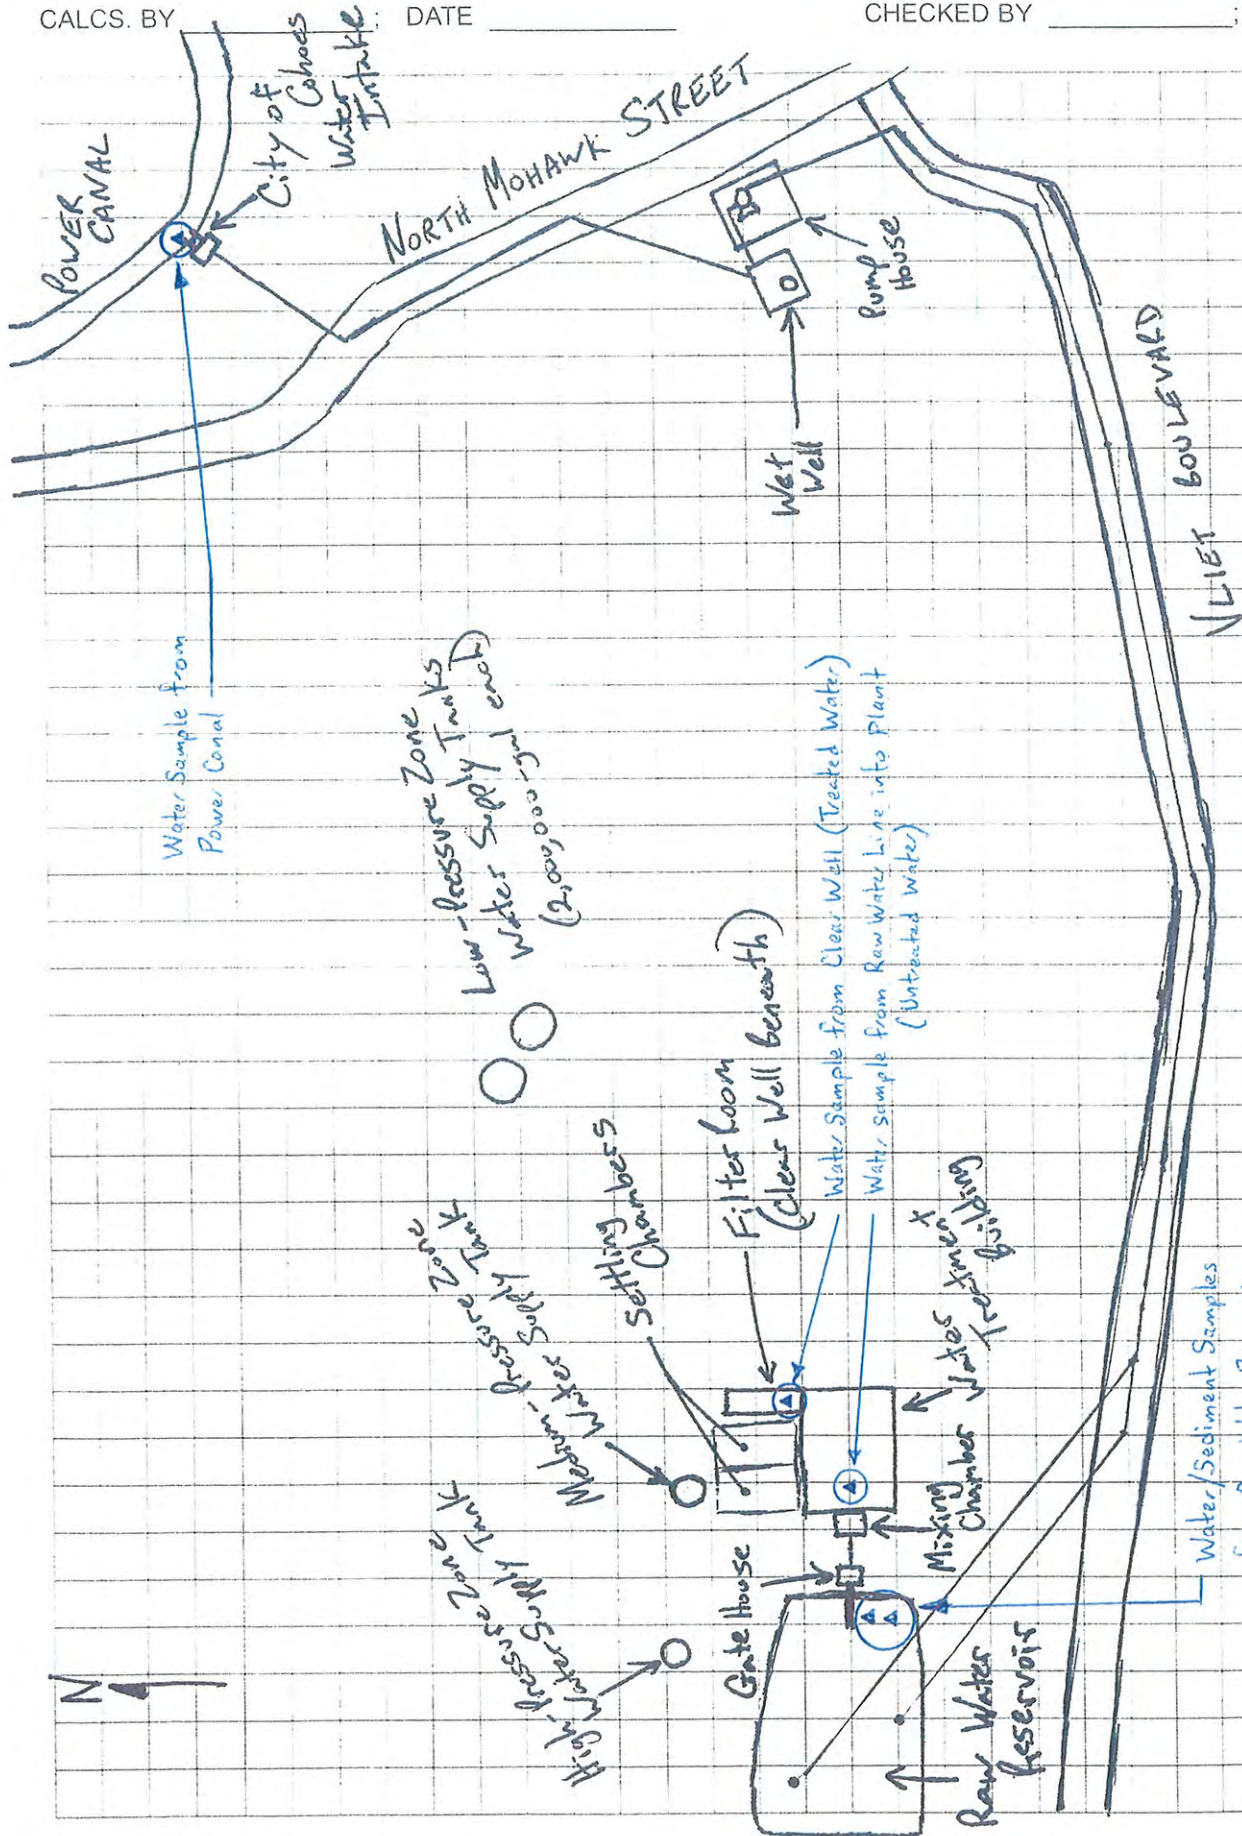 CALCS. BY ____________; DATE ____________ CHECKED BY ____________;
POWER
CANAL
City of
Cohoes
Water
Intake
NORTH MOHAWK STREET
Water Sample from
Power Canal
Pump
House
Wet
Well
VLIET BOULEVARD
Low-Pressure Zone
Water Supply Tanks
(2,000,000-gal each)
Medium-Pressure Zone
Water Supply Tank
High-Pressure Zone
Water Supply Tank
Settling
Chambers
Filter Room
(Clear Well Beneath)
Water Sample from Clear Well (Treated Water)
Water Sample from Raw Water Line into Plant
(Untreated Water)
Water Treatment
Building
Mixing
Chamber
Gate House
Raw Water
Reservoir
Water/Sediment Samples
N